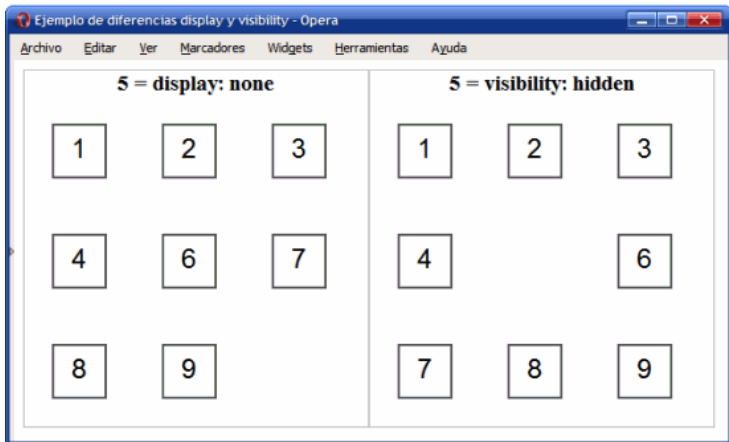 Ejemplo de diferencias display y visibility - Opera
Archivo Editar Ver Marcadores Widgets Herramientas Ayuda
5 = display: none
1 2 3
4 6 7
8 9
5 = visibility: hidden
1 2 3
4 6
7 8 9